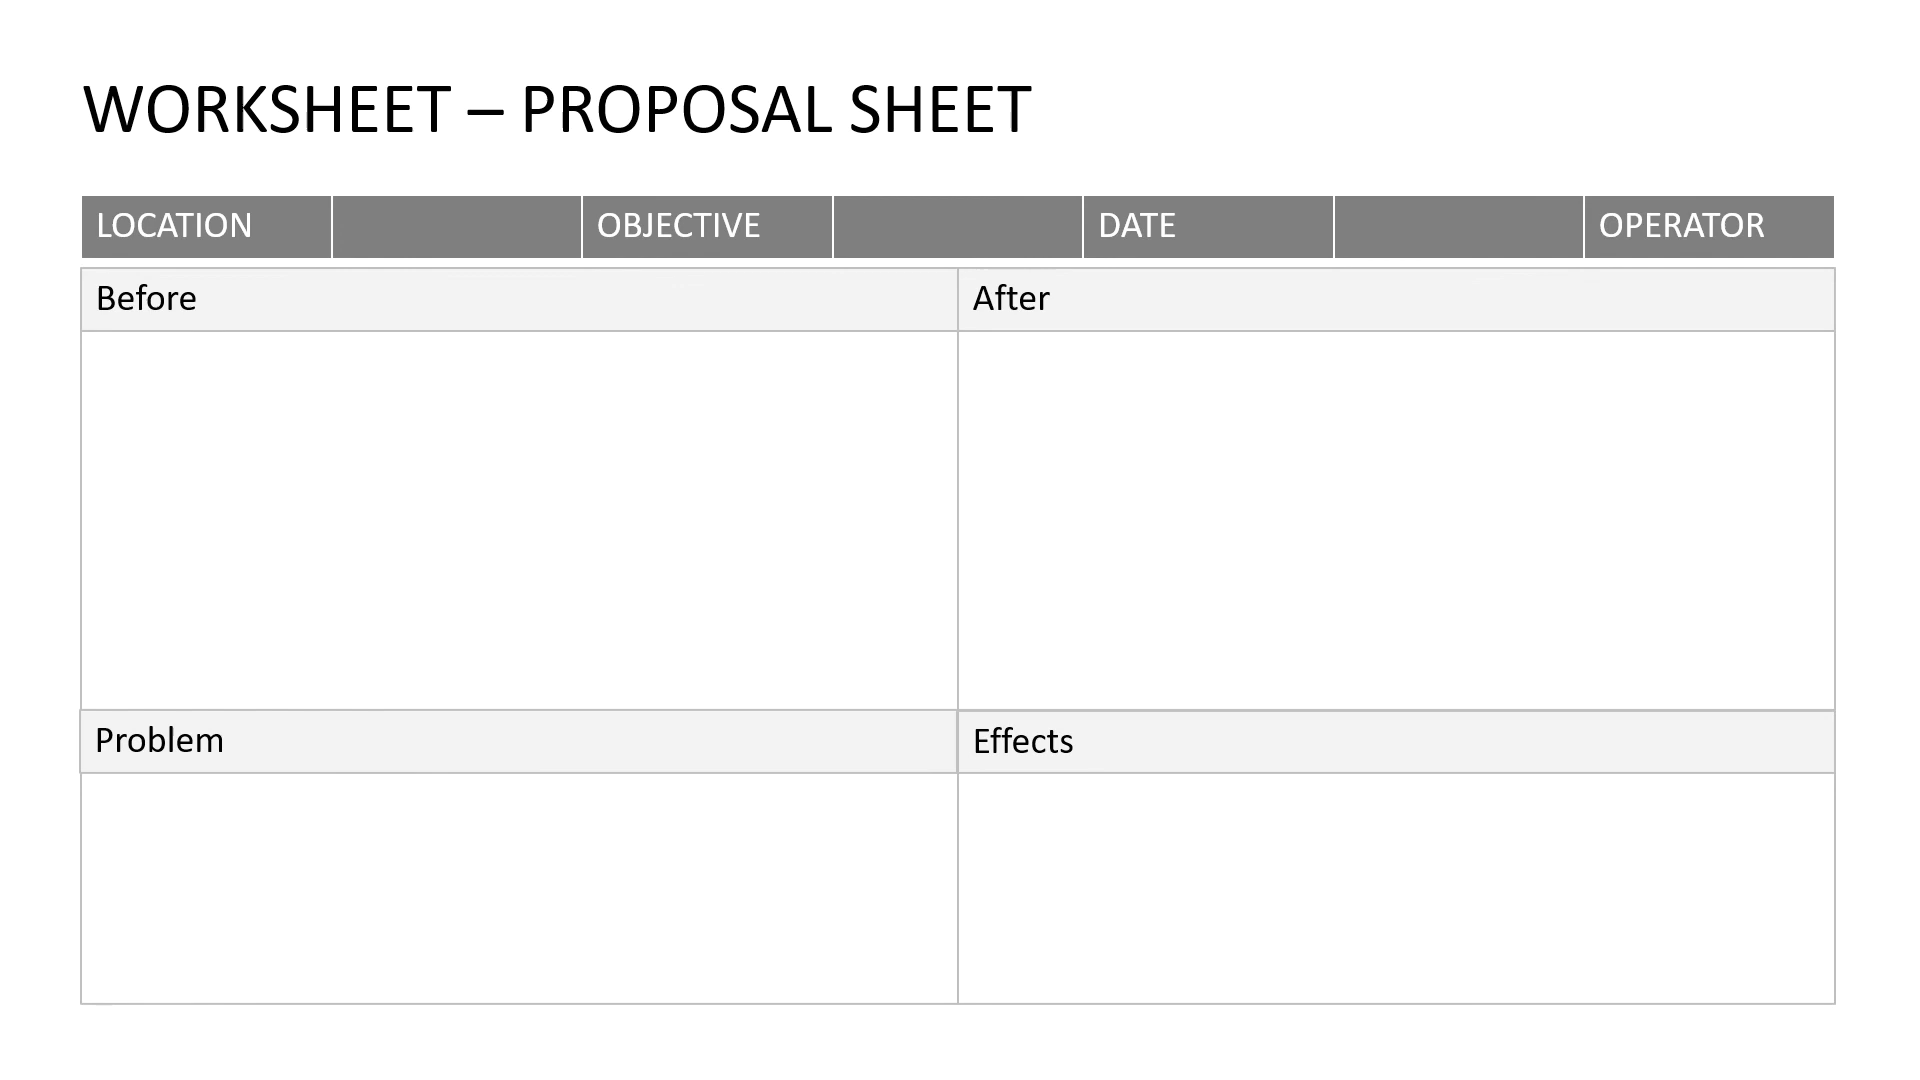 WORKSHEET – PROPOSAL SHEET
LOCATION OBJECTIVE DATE OPERATOR
Before After
Problem Effects